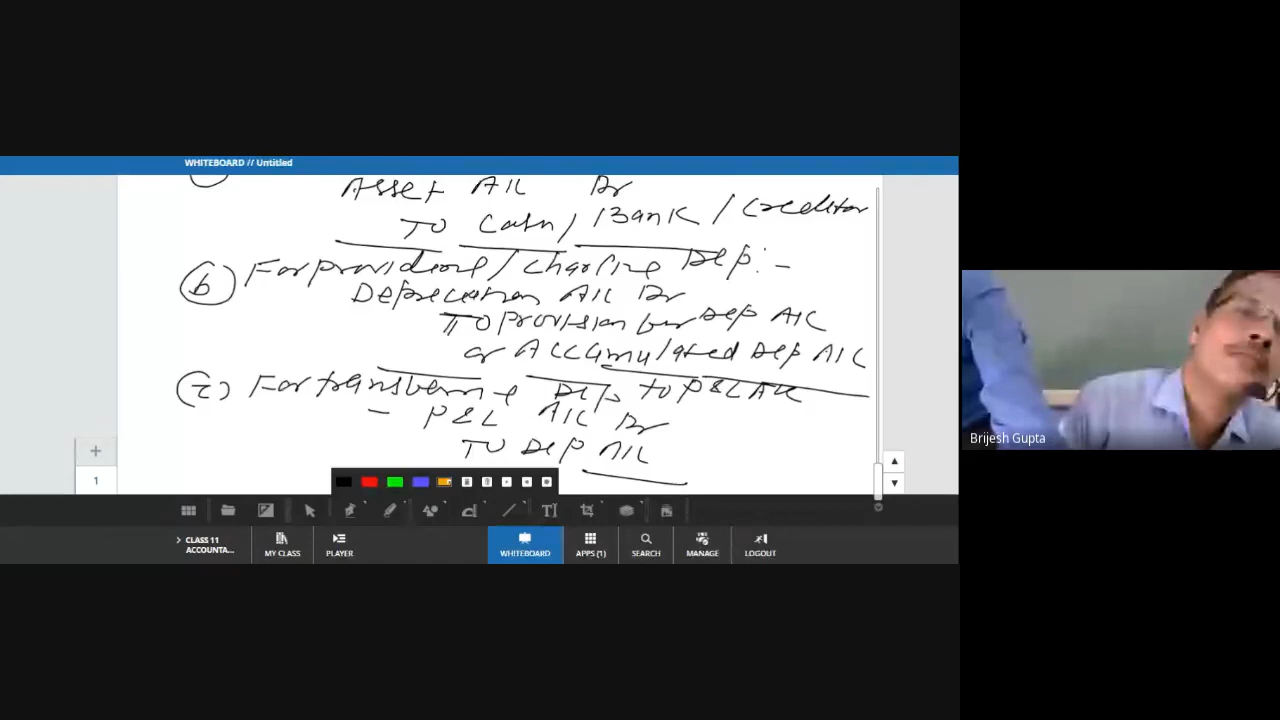 WHITEBOARD // Untitled
Asset A/C Dr
TO Cash / Bank / Creditor
(b) For providing / Charging Dep: -
Depreciation A/C Dr
TO provision for Dep A/C
or Accumulated Dep A/C
(c) For transferring Dep to P&L A/C
- P&L A/C Dr
TO Dep A/C
Brijesh Gupta
1
CLASS 11
ACCOUNTA...
MY CLASS
PLAYER
WHITEBOARD
APPS (1)
SEARCH
MANAGE
LOGOUT